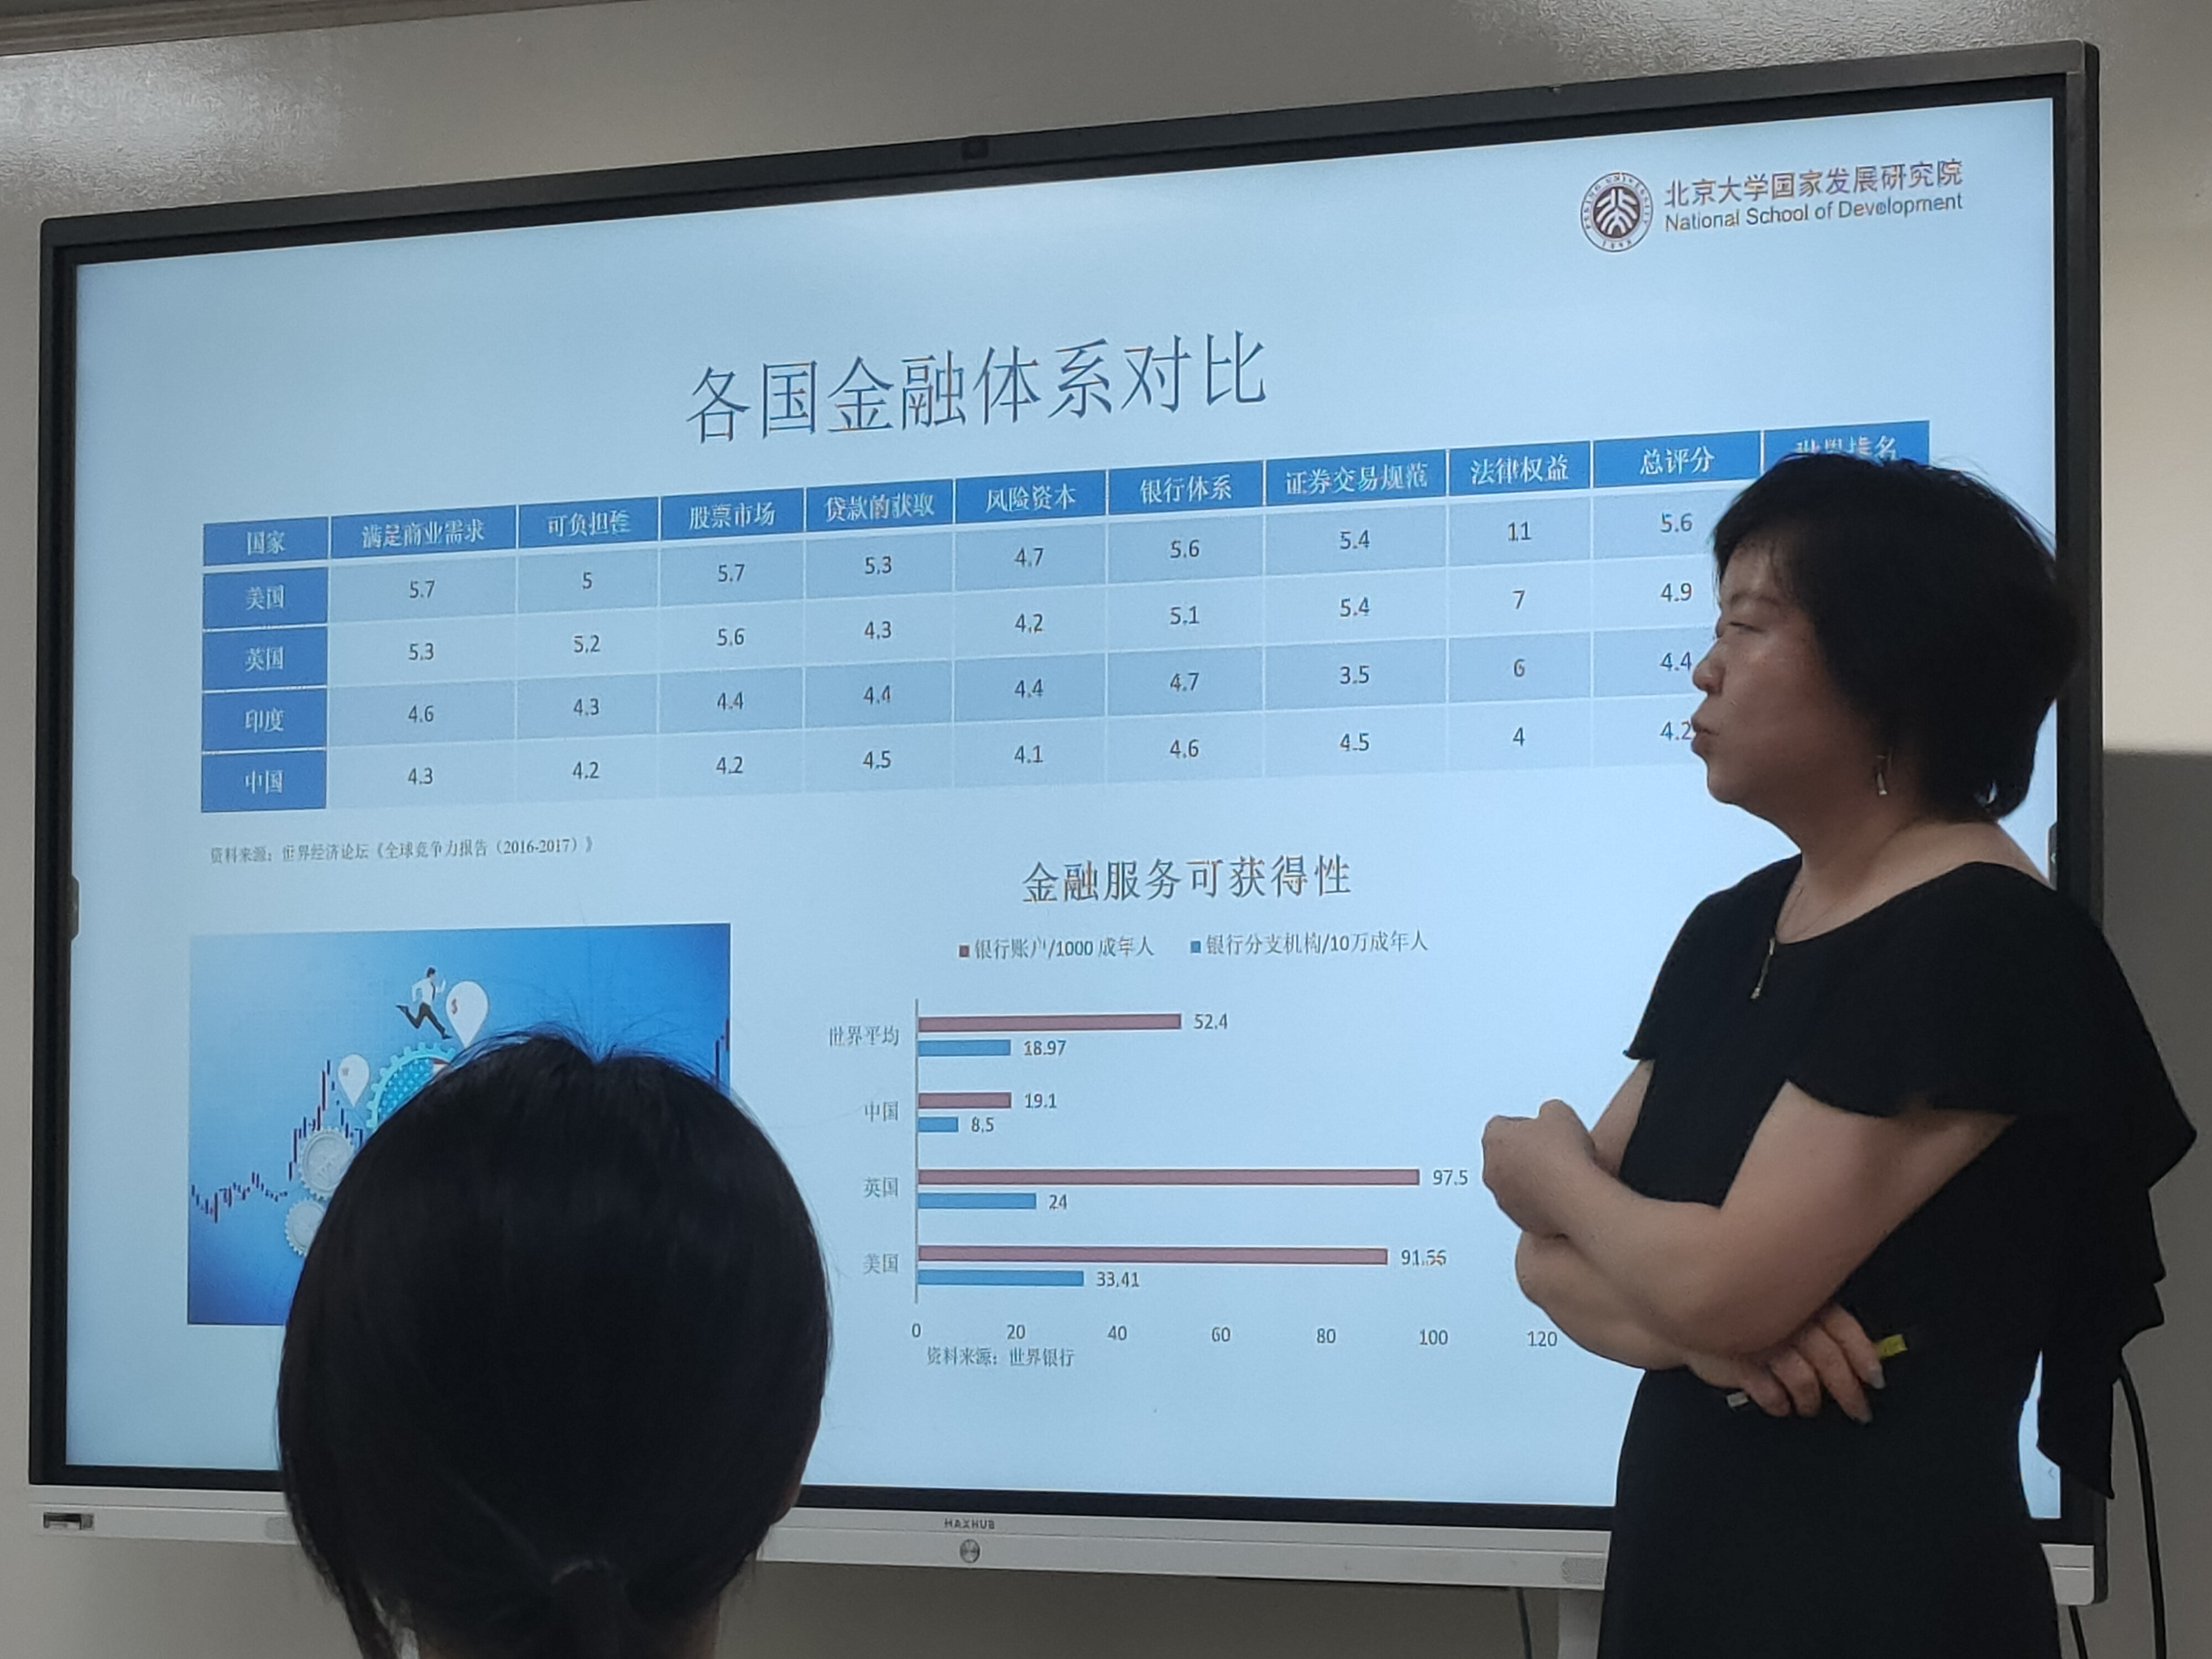 北京大学国家发展研究院
National School of Development
PEKING UNIVERSITY
1898
各国金融体系对比
国家 满足商业需求 可负担性 股票市场 贷款的获取 风险资本 银行体系 证券交易规范 法律权益 总评分 世界排名
美国 5.7 5 5.7 5.3 4.7 5.6 5.4 11 5.6
英国 5.3 5.2 5.6 4.3 4.2 5.1 5.4 7 4.9
印度 4.6 4.3 4.4 4.4 4.4 4.7 3.5 6 4.4
中国 4.3 4.2 4.2 4.5 4.1 4.6 4.5 4 4.2
资料来源：世界经济论坛《全球竞争力报告（2016-2017）》
金融服务可获得性
银行账户/1000 成年人 银行分支机构/10万成年人
世界平均 52.4
18.97
中国 19.1
8.5
英国 97.5
24
美国 91.56
33.41
0 20 40 60 80 100 120
资料来源：世界银行
MAXHUB